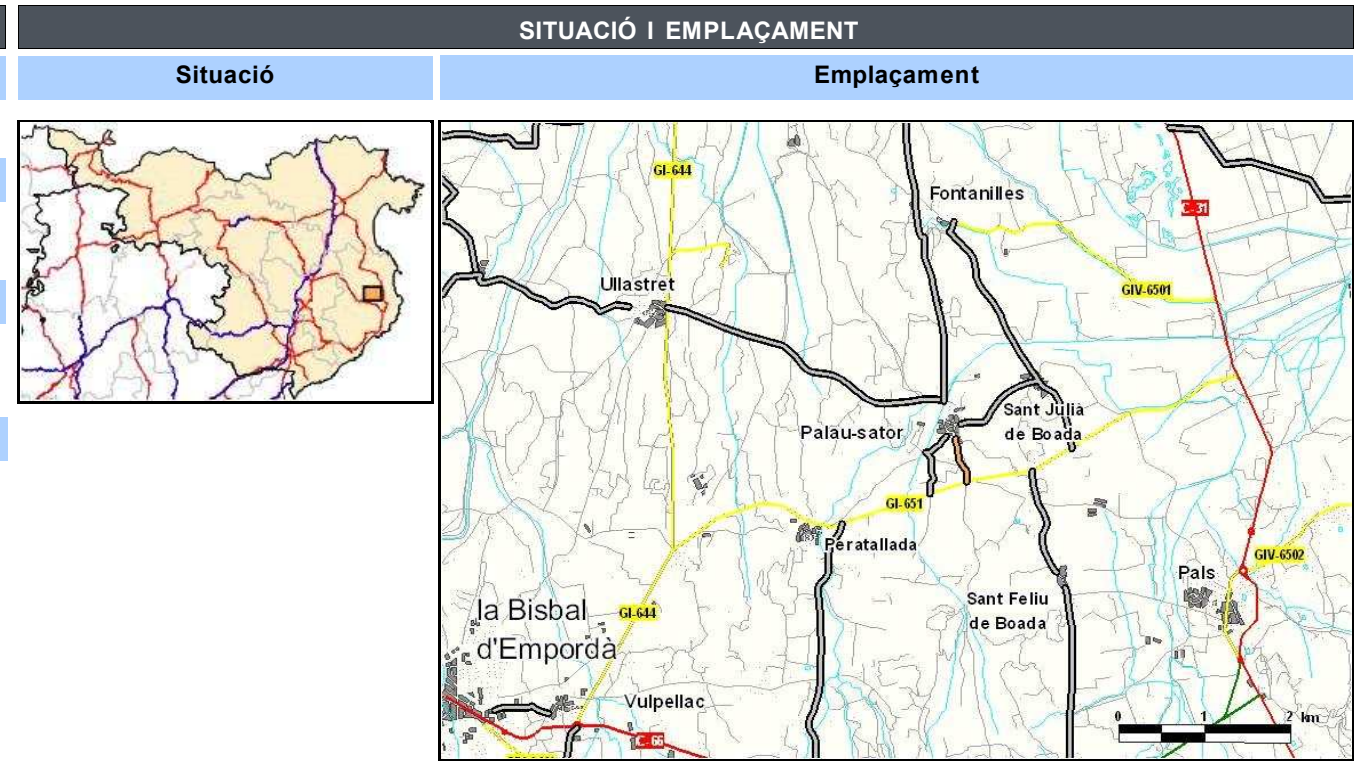 SITUACIÓ I EMPLAÇAMENT
Situació
Emplaçament
GI-644
Fontanilles
C-31
Ullastret
GIV-6501
Sant Julià
de Boada
Palau-sator
GI-651
Peratallada
GIV-6502
Pals
Sant Feliu
de Boada
la Bisbal
d'Empordà
GI-644
Vulpellac
C-66
0 1 2 km